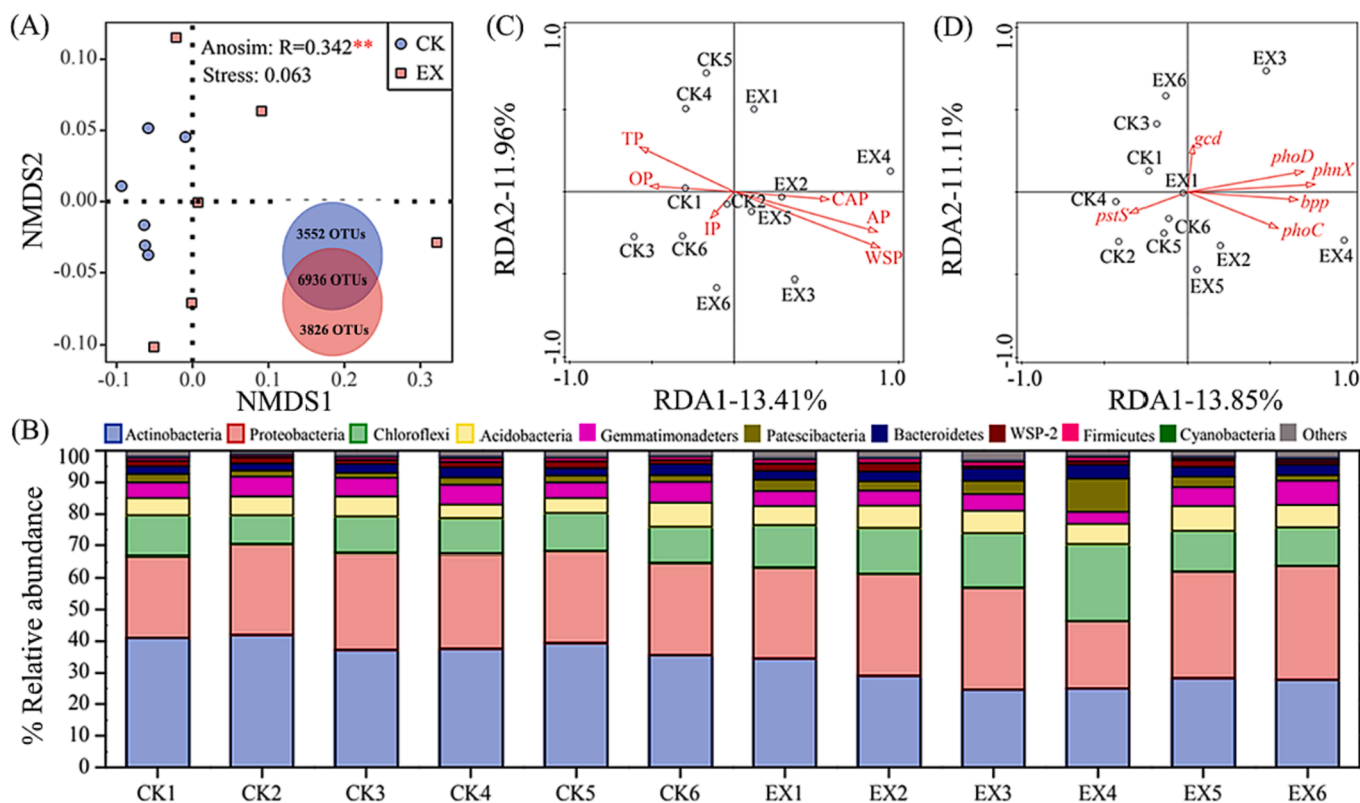 (A)
Anosim: R=0.342**
Stress: 0.063
CK
EX
0.10
0.05
0.00
-0.05
-0.10
NMDS2
3552 OTUs
6936 OTUs
3826 OTUs
-0.1
0.0
0.1
0.2
0.3
NMDS1
(C)
1.0
-1.0
RDA2-11.96%
CK5
CK4
EX1
TP
EX4
OP
EX2
CK1
CK2
CAP
IP
EX5
AP
CK3
CK6
WSP
EX6
EX3
-1.0
1.0
RDA1-13.41%
(D)
1.0
-1.0
RDA2-11.11%
EX3
EX6
CK3
gcd
phoD
CK1
phnX
EX1
CK4
bpp
pstS
CK6
phoC
CK2
CK5
EX2
EX4
EX5
-1.0
1.0
RDA1-13.85%
(B)
Actinobacteria
Proteobacteria
Chloroflexi
Acidobacteria
Gemmatimonadeters
Patescibacteria
Bacteroidetes
WSP-2
Firmicutes
Cyanobacteria
Others
% Relative abundance
100
90
80
70
60
50
40
30
20
10
0
CK1 CK2 CK3 CK4 CK5 CK6 EX1 EX2 EX3 EX4 EX5 EX6